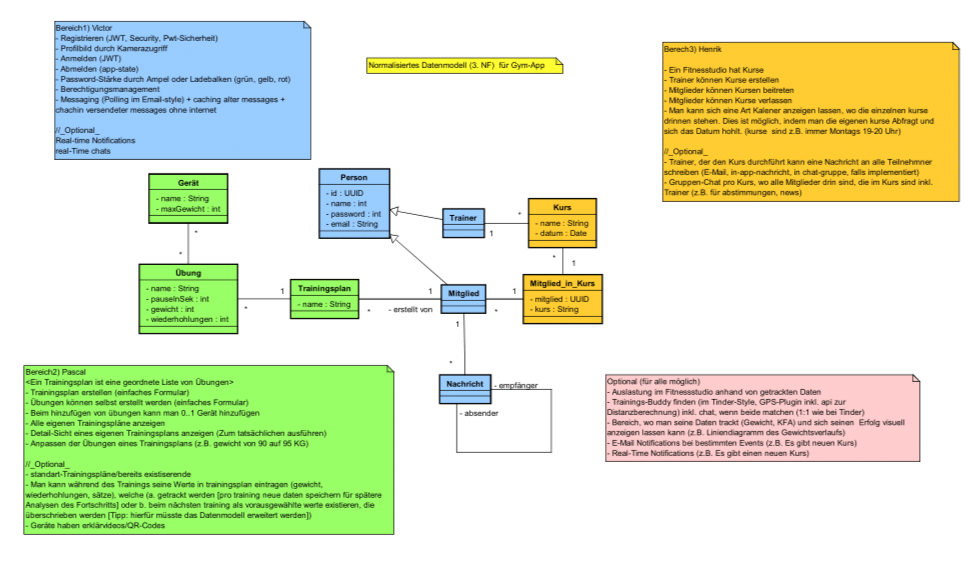 Bereich1) Victor
- Registrieren (JWT, Security, Pwt-Sicherheit)
- Profilbild durch Kamerazugriff
- Anmelden (JWT)
- Abmelden (app-state)
- Password-Stärke durch Ampel oder Ladebalken (grün, gelb, rot)
- Berechtigungsmanagement
- Messaging (Polling im Email-style) + caching alter messages +
chachin versendeter messages ohne internet
//_Optional_
Real-time Notifications
real-Time chats
Normalisiertes Datenmodell (3. NF) für Gym-App
Berech3) Henrik
- Ein Fitnesstudio hat Kurse
- Trainer können Kurse erstellen
- Mitglieder können Kursen beitreten
- Mitglieder können Kurse verlassen
- Man kann sich eine Art Kalener anzeigen lassen, wo die einzelnen kurse
drinnen stehen. Dies ist möglich, indem man die eigenen kurse Abfragt und
sich das Datum hohlt. (kurse sind z.B. immer Montags 19-20 Uhr)
//_Optional_
- Trainer, der den Kurs durchführt kann eine Nachricht an alle Teilnehmner
schreiben (E-Mail, in-app-nachricht, in chat-gruppe, falls implementiert)
- Gruppen-Chat pro Kurs, wo alle Mitglieder drin sind, die im Kurs sind inkl.
Trainer (z.B. für abstimmungen, news)
Gerät
- name : String
- maxGewicht : int
*
*
Person
- id : UUID
- name : int
- password : int
- email : String
Trainer
1
*
Kurs
- name : String
- datum : Date
*
1
Übung
- name : String
- pauseInSek : int
- gewicht : int
- wiederhohlungen : int
*
1
Trainingsplan
- name : String
*
- erstellt von
1
Mitglied
1
*
1
Mitglied_in_Kurs
- mitglied : UUID
- kurs : String
*
Nachricht
- empfänger
- absender
Bereich2) Pascal
<Ein Trainingsplan ist eine geordnete Liste von Übungen>
- Trainingsplan erstellen (einfaches Formular)
- Übungen können selbst erstellt werden (einfaches Formular)
- Beim hinzufügen von übungen kann man 0..1 Gerät hinzufügen
- Alle eigenen Trainingspläne anzeigen
- Detail-Sicht eines eigenen Trainingsplans anzeigen (Zum tatsächlichen ausführen)
- Anpassen der Übungen eines Trainingsplans (z.B. gewicht von 90 auf 95 KG)
//_Optional_
- standart-Trainingspläne/bereits existiserende
- Man kann während des Trainings seine Werte in trainingsplan eintragen (gewicht,
wiederhohlungen, sätze), welche (a. getrackt werden [pro training neue daten speichern für spätere
Analysen des Fortschritts] oder b. beim nächsten training als vorausgewählte werte existieren, die
überschrieben werden [Tipp: hierfür müsste das Datenmodell erweitert werden])
- Geräte haben erklärvideos/QR-Codes
Optional (für alle möglich)
- Auslastung im Fitnessstudio anhand von getrackten Daten
- Trainings-Buddy finden (im Tinder-Style, GPS-Plugin inkl. api zur
Distanzberechnung) inkl. chat, wenn beide matchen (1:1 wie bei Tinder)
- Bereich, wo man seine Daten trackt (Gewicht, KFA) und sich seinen Erfolg visuell
anzeigen lassen kann (z.B. Liniendiagramm des Gewichtsverlaufs)
- E-Mail Notifications bei bestimmten Events (z.B. Es gibt neuen Kurs)
- Real-Time Notifications (z.B. Es gibt einen neuen Kurs)